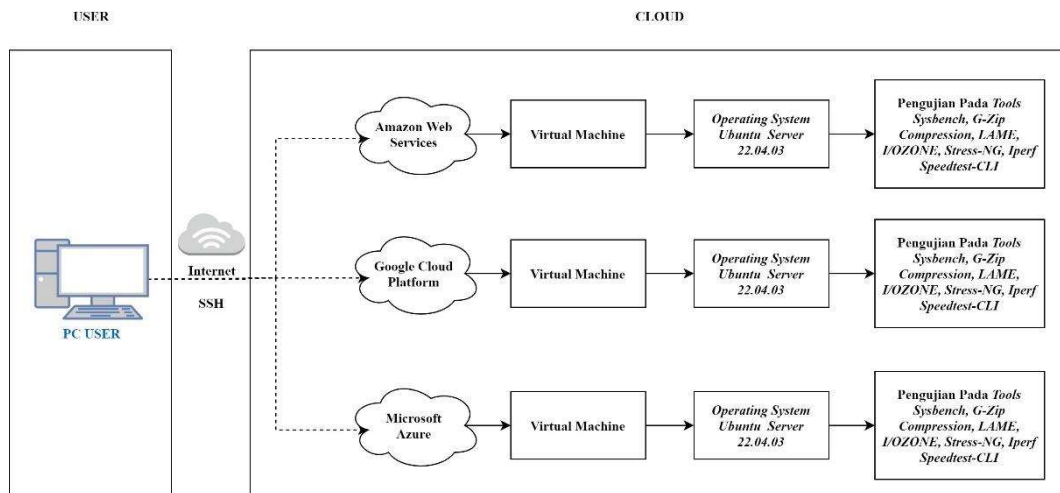 USER
CLOUD
PC USER
Internet
SSH
Amazon Web
Services
Virtual Machine
Operating System
Ubuntu Server
22.04.03
Pengujian Pada Tools
Sysbench, G-Zip
Compression, LAME,
I/OZONE, Stress-NG, Iperf
Speedtest-CLI
Google Cloud
Platform
Virtual Machine
Operating System
Ubuntu Server
22.04.03
Pengujian Pada Tools
Sysbench, G-Zip
Compression, LAME,
I/OZONE, Stress-NG, Iperf
Speedtest-CLI
Microsoft
Azure
Virtual Machine
Operating System
Ubuntu Server
22.04.03
Pengujian Pada Tools
Sysbench, G-Zip
Compression, LAME,
I/OZONE, Stress-NG, Iperf
Speedtest-CLI